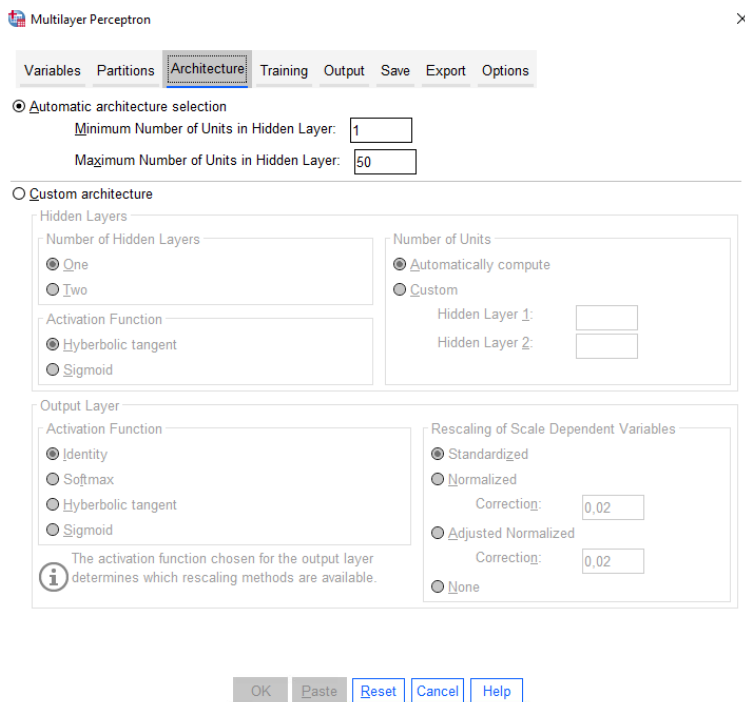 Multilayer Perceptron
Variables Partitions Architecture Training Output Save Export Options
Automatic architecture selection
Minimum Number of Units in Hidden Layer: 1
Maximum Number of Units in Hidden Layer: 50
Custom architecture
Hidden Layers
Number of Hidden Layers
One
Two
Activation Function
Hyberbolic tangent
Sigmoid
Number of Units
Automatically compute
Custom
Hidden Layer 1:
Hidden Layer 2:
Output Layer
Activation Function
Identity
Softmax
Hyberbolic tangent
Sigmoid
The activation function chosen for the output layer
determines which rescaling methods are available.
Rescaling of Scale Dependent Variables
Standardized
Normalized
Correction: 0,02
Adjusted Normalized
Correction: 0,02
None
OK Paste Reset Cancel Help